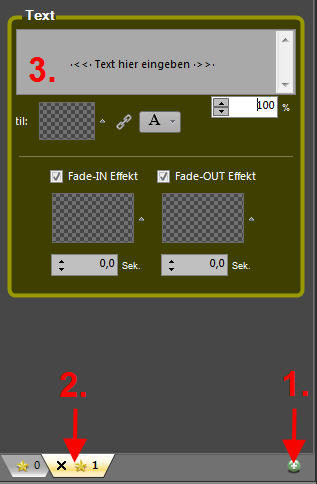 Text
3.
·<<· Text hier eingeben ·>>·
til:
A
100 %
Fade-IN Effekt Fade-OUT Effekt
0,0 Sek. 0,0 Sek.
2. 1.
0 1